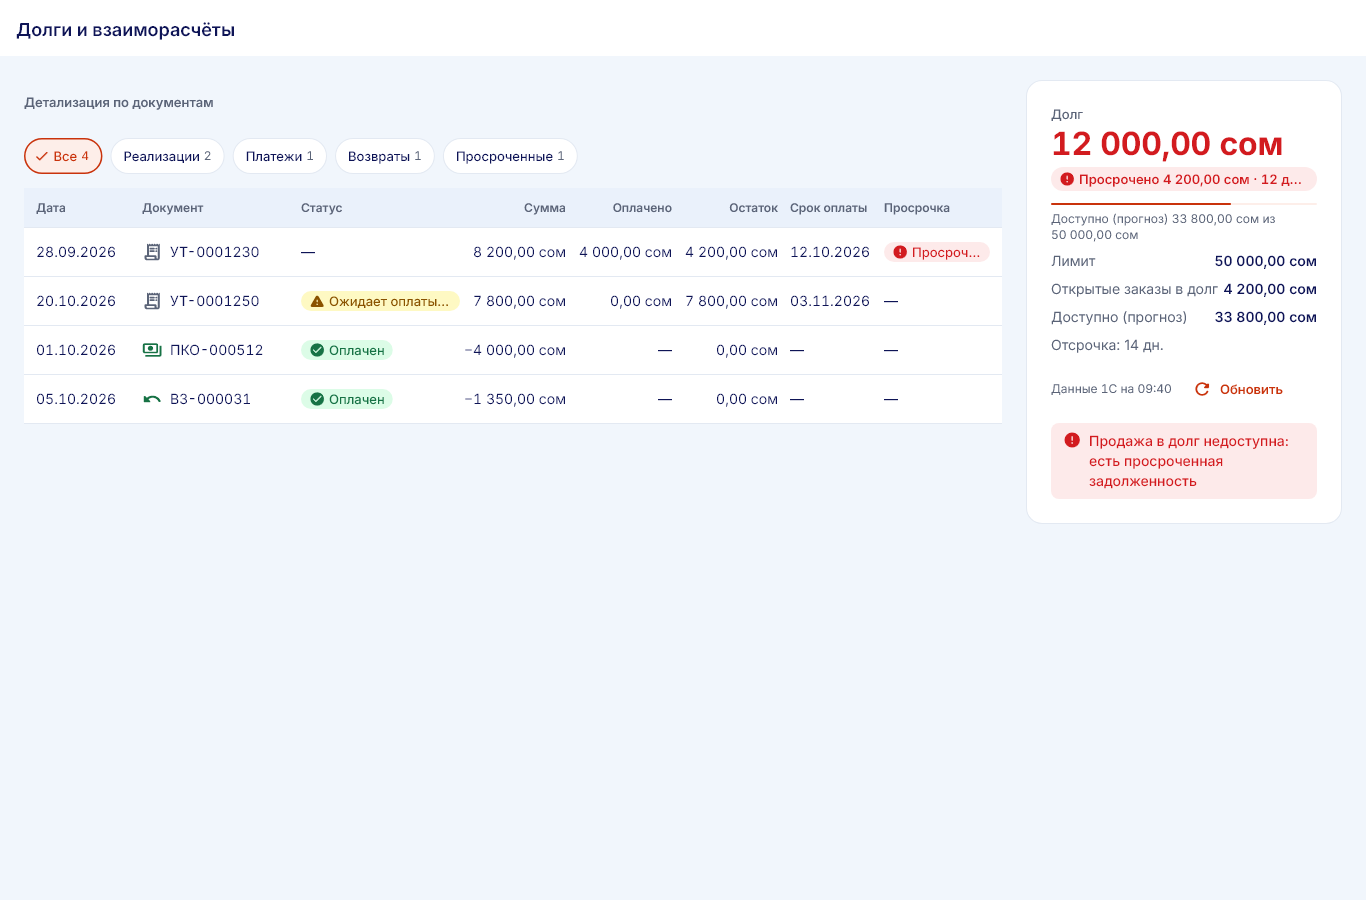 Долги и взаиморасчёты
Детализация по документам
Все 4
Реализации 2
Платежи 1
Возвраты 1
Просроченные 1
Дата Документ Статус Сумма Оплачено Остаток Срок оплаты Просрочка
28.09.2026 УТ-0001230 — 8 200,00 сом 4 000,00 сом 4 200,00 сом 12.10.2026 Просроч...
20.10.2026 УТ-0001250 Ожидает оплаты... 7 800,00 сом 0,00 сом 7 800,00 сом 03.11.2026 —
01.10.2026 ПКО-000512 Оплачен −4 000,00 сом — 0,00 сом — —
05.10.2026 ВЗ-000031 Оплачен −1 350,00 сом — 0,00 сом — —
Долг
12 000,00 сом
Просрочено 4 200,00 сом · 12 д...
Доступно (прогноз) 33 800,00 сом из
50 000,00 сом
Лимит 50 000,00 сом
Открытые заказы в долг 4 200,00 сом
Доступно (прогноз) 33 800,00 сом
Отсрочка: 14 дн.
Данные 1С на 09:40 Обновить
Продажа в долг недоступна:
есть просроченная
задолженность